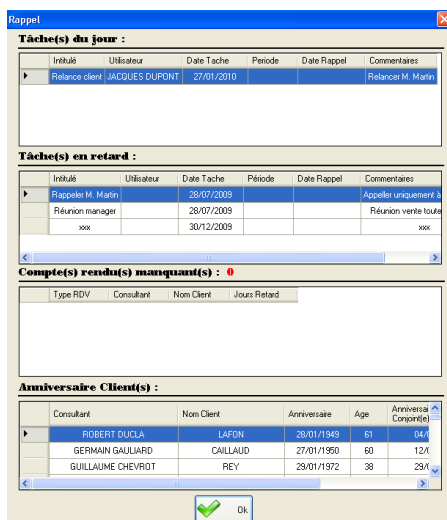 Rappel
Tâche(s) du jour :
Intitulé Utilisateur Date Tache Periode Date Rappel Commentaires
Relance client JACQUES DUPONT 27/01/2010 Relancer M. Martin
Tâche(s) en retard :
Intitulé Utilisateur Date Tache Période Date Rappel Commentaires
Rappeler M. Martin 28/07/2009 Appeller uniquement à
Réunion manager 28/07/2009 Réunion vente toute
xxx 30/12/2009 xxx
Compte(s) rendu(s) manquant(s) : 0
Type RDV Consultant Nom Client Jours Retard
Anniversaire Client(s) :
Consultant Nom Client Anniversaire Age Anniversai
Conjoint(e)
ROBERT DUCLA LAFON 28/01/1949 61 04/0
GERMAIN GAULIARD CAILLAUD 27/01/1950 60 12/0
GUILLAUME CHEVROT REY 29/01/1972 38 29/0
Ok